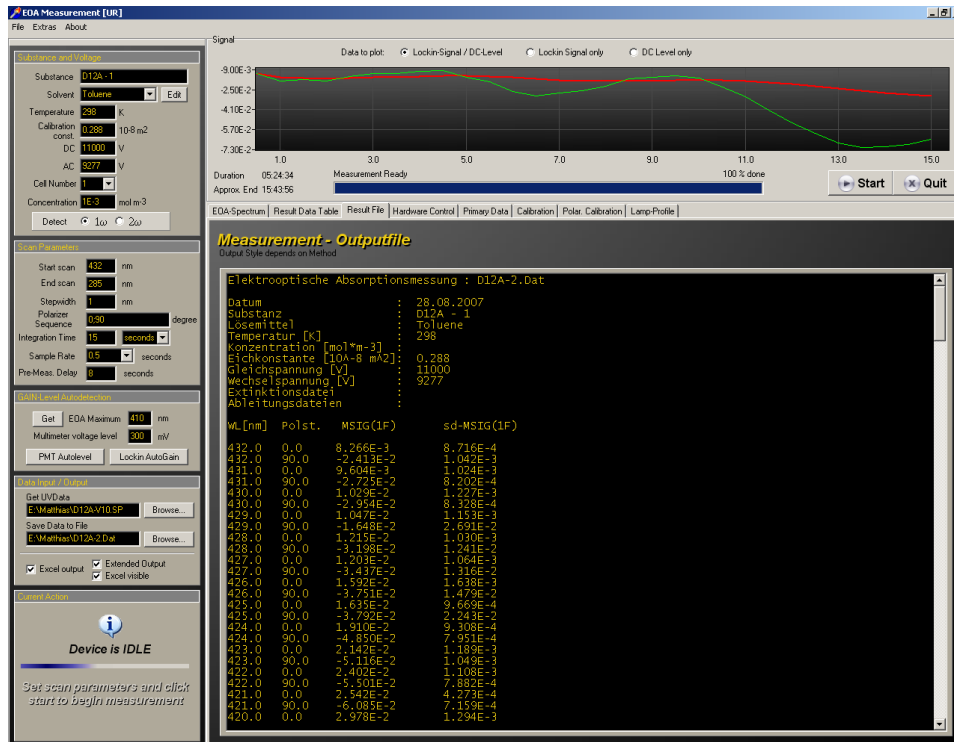 EOA Measurement [UR]
File Extras About
Substance and Voltage
Substance D12A - 1
Solvent Toluene Edit
Temperature 298 K
Calibration const. 0.288 10-8 m2
DC 11000 V
AC 9277 V
Cell Number 1
Concentration 1E-3 mol m-3
Detect 1ω 2ω
Scan Parameters
Start scan 432 nm
End scan 285 nm
Stepwidth 1 nm
Polarizer Sequence 0;90 degree
Integration Time 15 seconds
Sample Rate 0.5 seconds
Pre-Meas. Delay 8 seconds
GAIN-Level Autodetection
Get EOA Maximum 410 nm
Multimeter voltage level 300 mV
PMT Autolevel Lockin AutoGain
Data Input / Output
Get UVData
E:\Matthias\D12A-V10.SP Browse...
Save Data to File
E:\Matthias\D12A-2.Dat Browse...
Excel output Extended Output
Excel visible
Current Action
Device is IDLE
Set scan parameters and click
start to begin measurement
Signal
Data to plot: Lockin-Signal / DC-Level Lockin Signal only DC Level only
-9.00E-3
-2.50E-2
-4.10E-2
-5.70E-2
-7.30E-2
1.0 3.0 5.0 7.0 9.0 11.0 13.0 15.0
Duration 05:24:34 Measurement Ready 100 % done
Approx. End 15:43:56
Start Quit
EOA-Spectrum Result Data Table Result File Hardware Control Primary Data Calibration Polar. Calibration Lamp-Profile
Measurement - Outputfile
Output Style depends on Method
Elektrooptische Absorptionsmessung : D12A-2.Dat
Datum : 28.08.2007
Substanz : D12A - 1
Lösemittel : Toluene
Temperatur [K] : 298
Konzentration [mol*m-3] :
Eichkonstante [10^-8 m^2]: 0.288
Gleichspannung [V] : 11000
Wechselspannung [V] : 9277
Extinktionsdatei :
Ableitungsdateien :
WL[nm] Polst. MSIG(1F) sd-MSTG(1F)
432.0 0.0 8.266E-3 8.716E-4
432.0 90.0 -2.413E-2 1.042E-3
431.0 0.0 9.604E-3 1.024E-3
431.0 90.0 -2.725E-2 8.202E-4
430.0 0.0 1.029E-2 1.227E-3
430.0 90.0 -2.954E-2 8.328E-4
429.0 0.0 1.047E-2 1.153E-3
429.0 90.0 -1.648E-2 2.691E-2
428.0 0.0 1.215E-2 1.030E-3
428.0 90.0 -3.198E-2 1.241E-2
427.0 0.0 1.203E-2 1.064E-3
427.0 90.0 -3.437E-2 1.316E-2
426.0 0.0 1.592E-2 1.638E-3
426.0 90.0 -3.751E-2 1.479E-2
425.0 0.0 1.635E-2 9.669E-4
425.0 90.0 -3.792E-2 2.243E-2
424.0 0.0 1.910E-2 9.308E-4
424.0 90.0 -4.850E-2 7.951E-4
423.0 0.0 2.142E-2 1.189E-3
423.0 90.0 -5.116E-2 1.049E-3
422.0 0.0 2.402E-2 1.108E-3
422.0 90.0 -5.501E-2 7.882E-4
421.0 0.0 2.542E-2 4.273E-4
421.0 90.0 -6.085E-2 7.159E-4
420.0 0.0 2.978E-2 1.294E-3